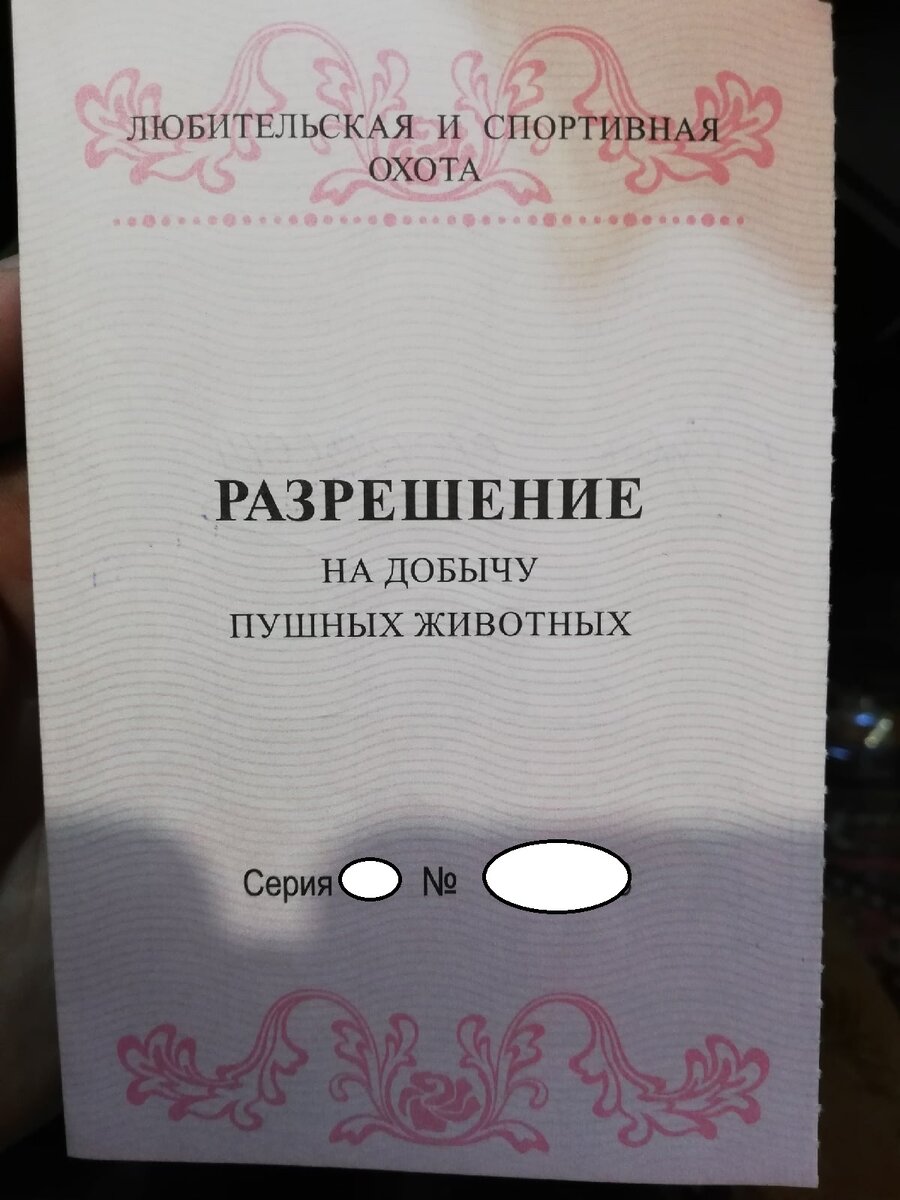 ЛЮБИТЕЛЬСКАЯ И СПОРТИВНАЯ
ОХОТА
РАЗРЕШЕНИЕ
НА ДОБЫЧУ
ПУШНЫХ ЖИВОТНЫХ
Серия №